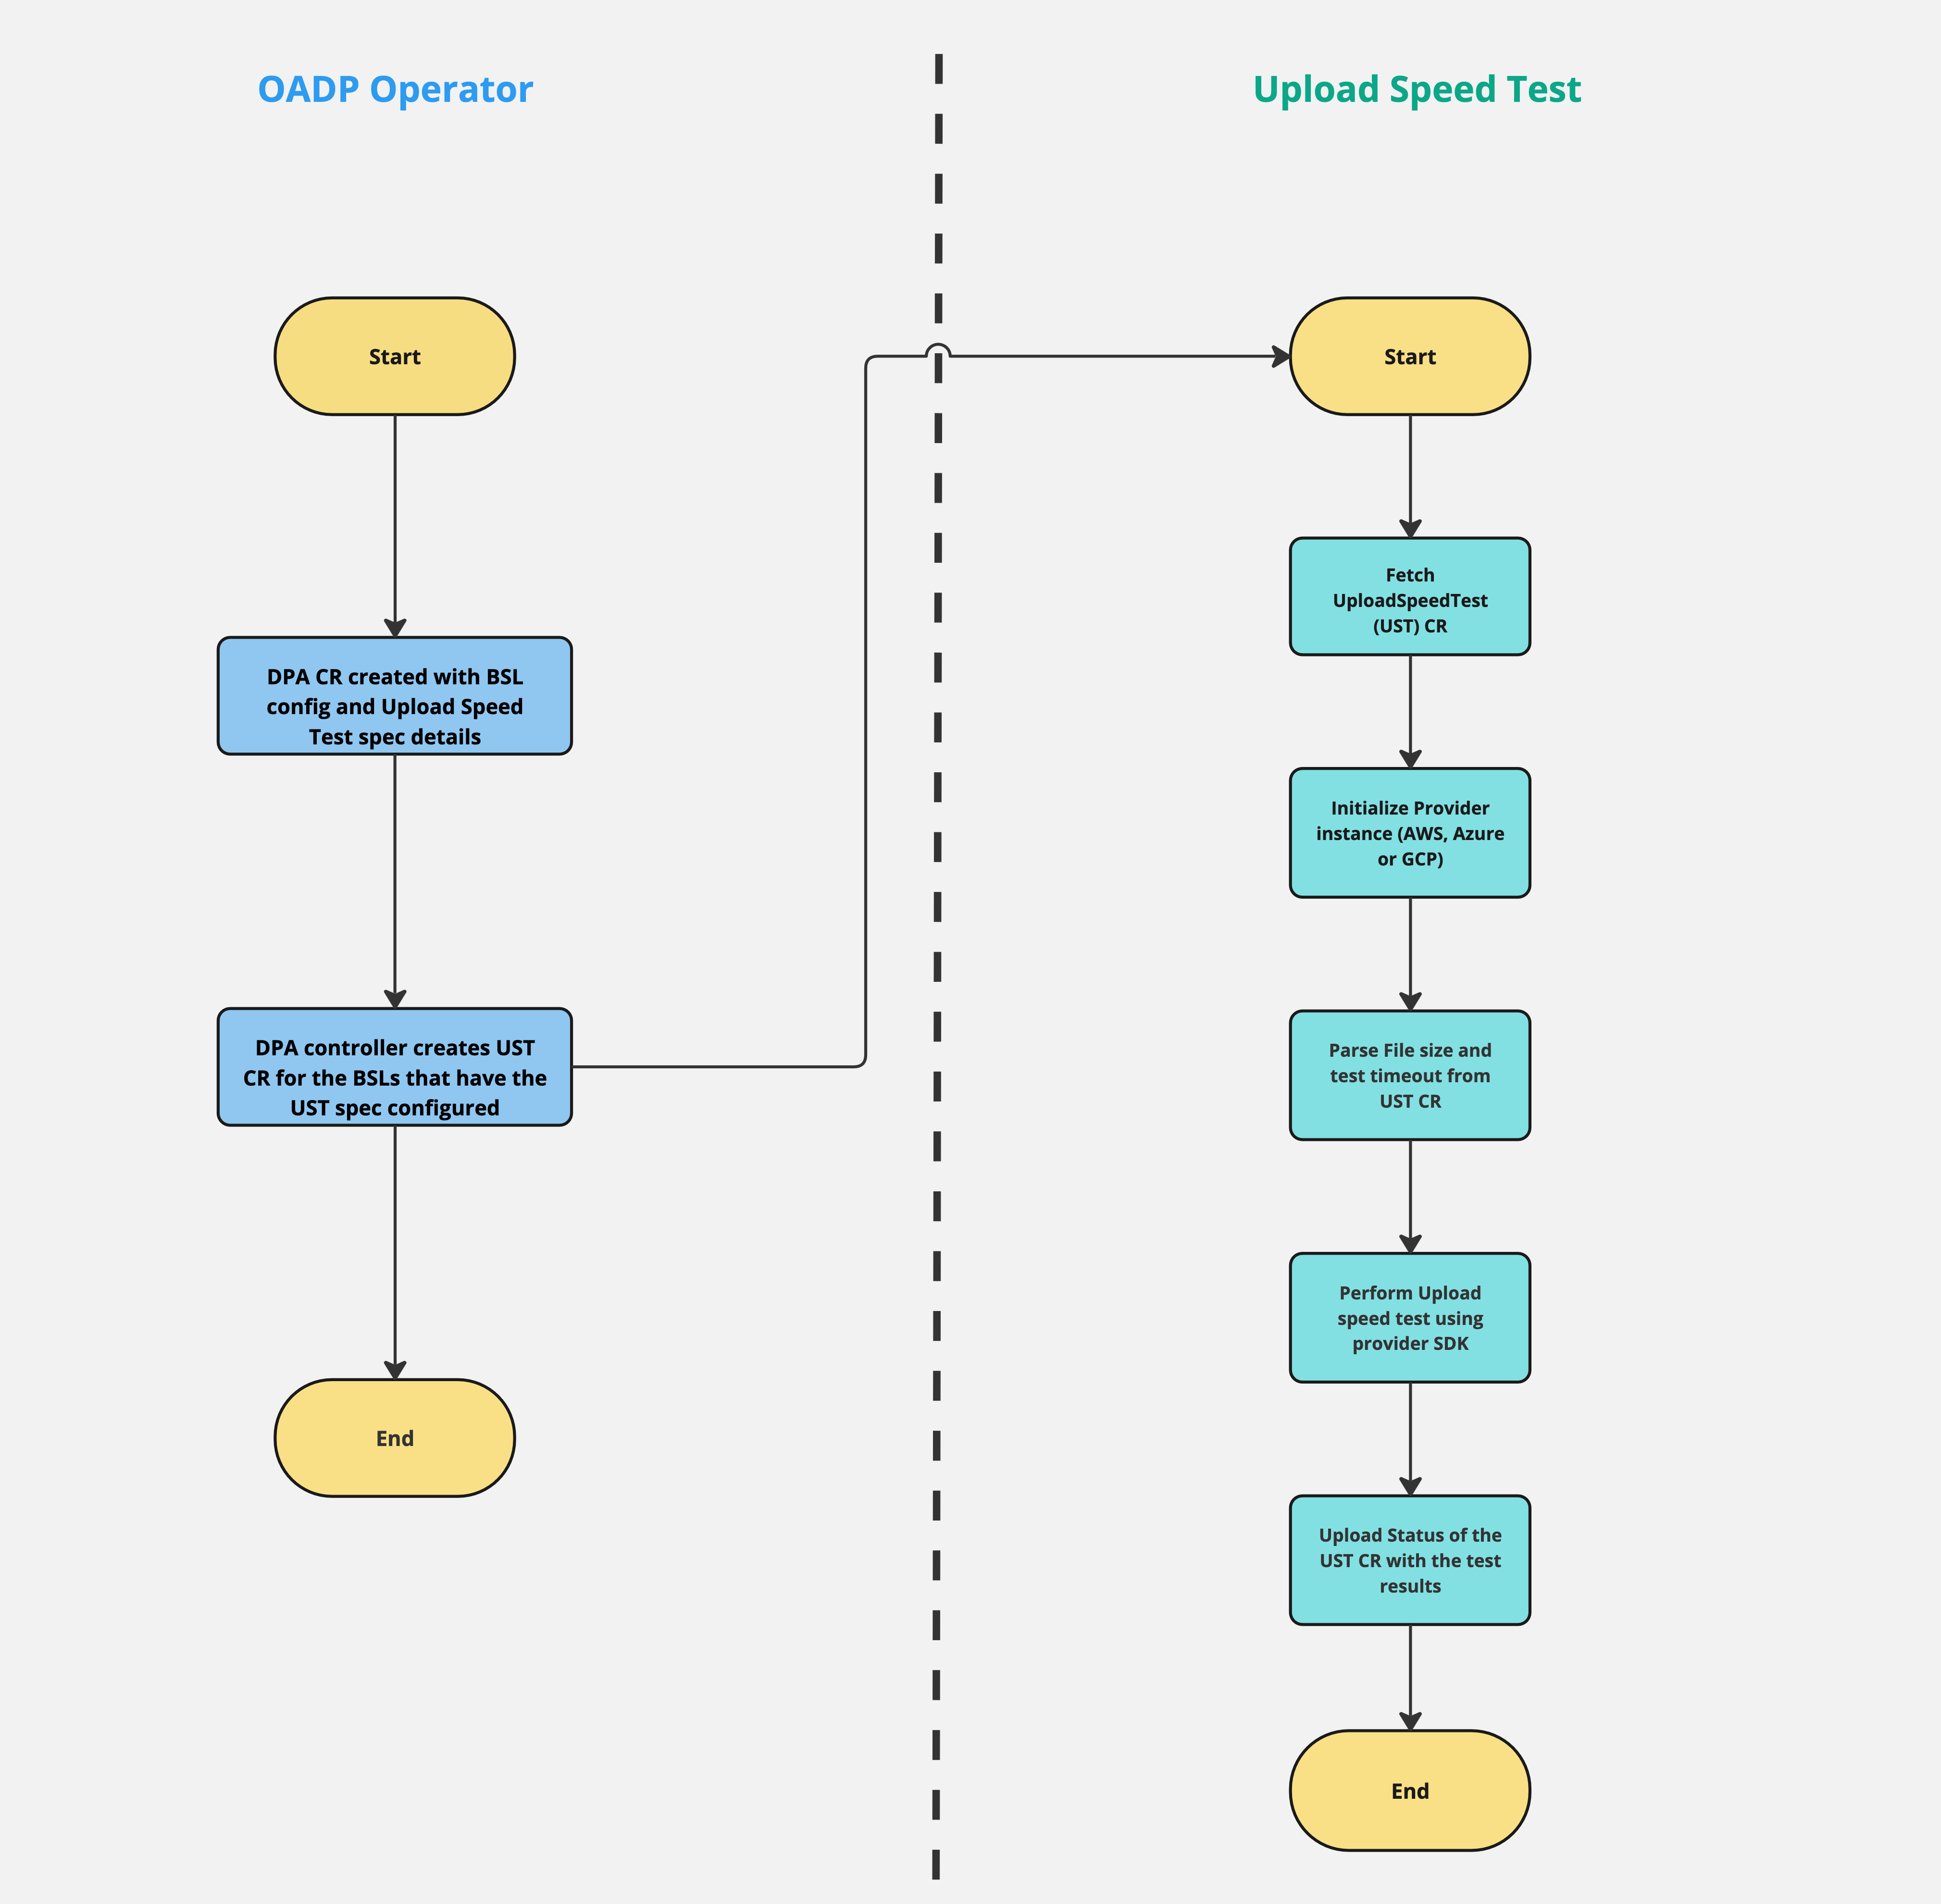 OADP Operator
Start
DPA CR created with BSL
config and Upload Speed
Test spec details
DPA controller creates UST
CR for the BSLs that have the
UST spec configured
End
Upload Speed Test
Start
Fetch
UploadSpeedTest
(UST) CR
Initialize Provider
instance (AWS, Azure
or GCP)
Parse File size and
test timeout from
UST CR
Perform Upload
speed test using
provider SDK
Upload Status of the
UST CR with the test
results
End